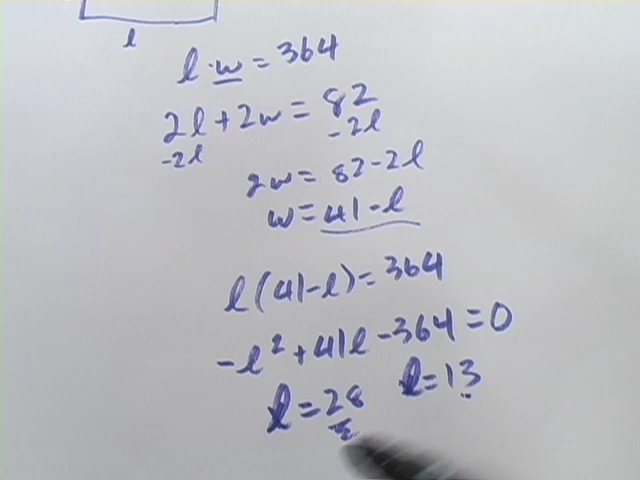 l
l · w = 364
2l + 2w = 82
-2l -2l
2w = 82 - 2l
w = 41 - l
l(41 - l) = 364
-l² + 41l - 364 = 0
l = 28 l = 13